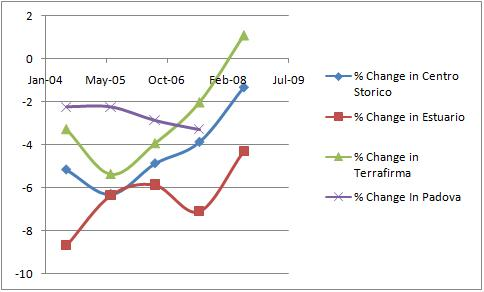 2
0
Jan-04 May-05 Oct-06 Feb-08 Jul-09
-2
-4
-6
-8
-10
% Change in Centro
Storico
% Change in Estuario
% Change in
Terrafirma
% Change In Padova